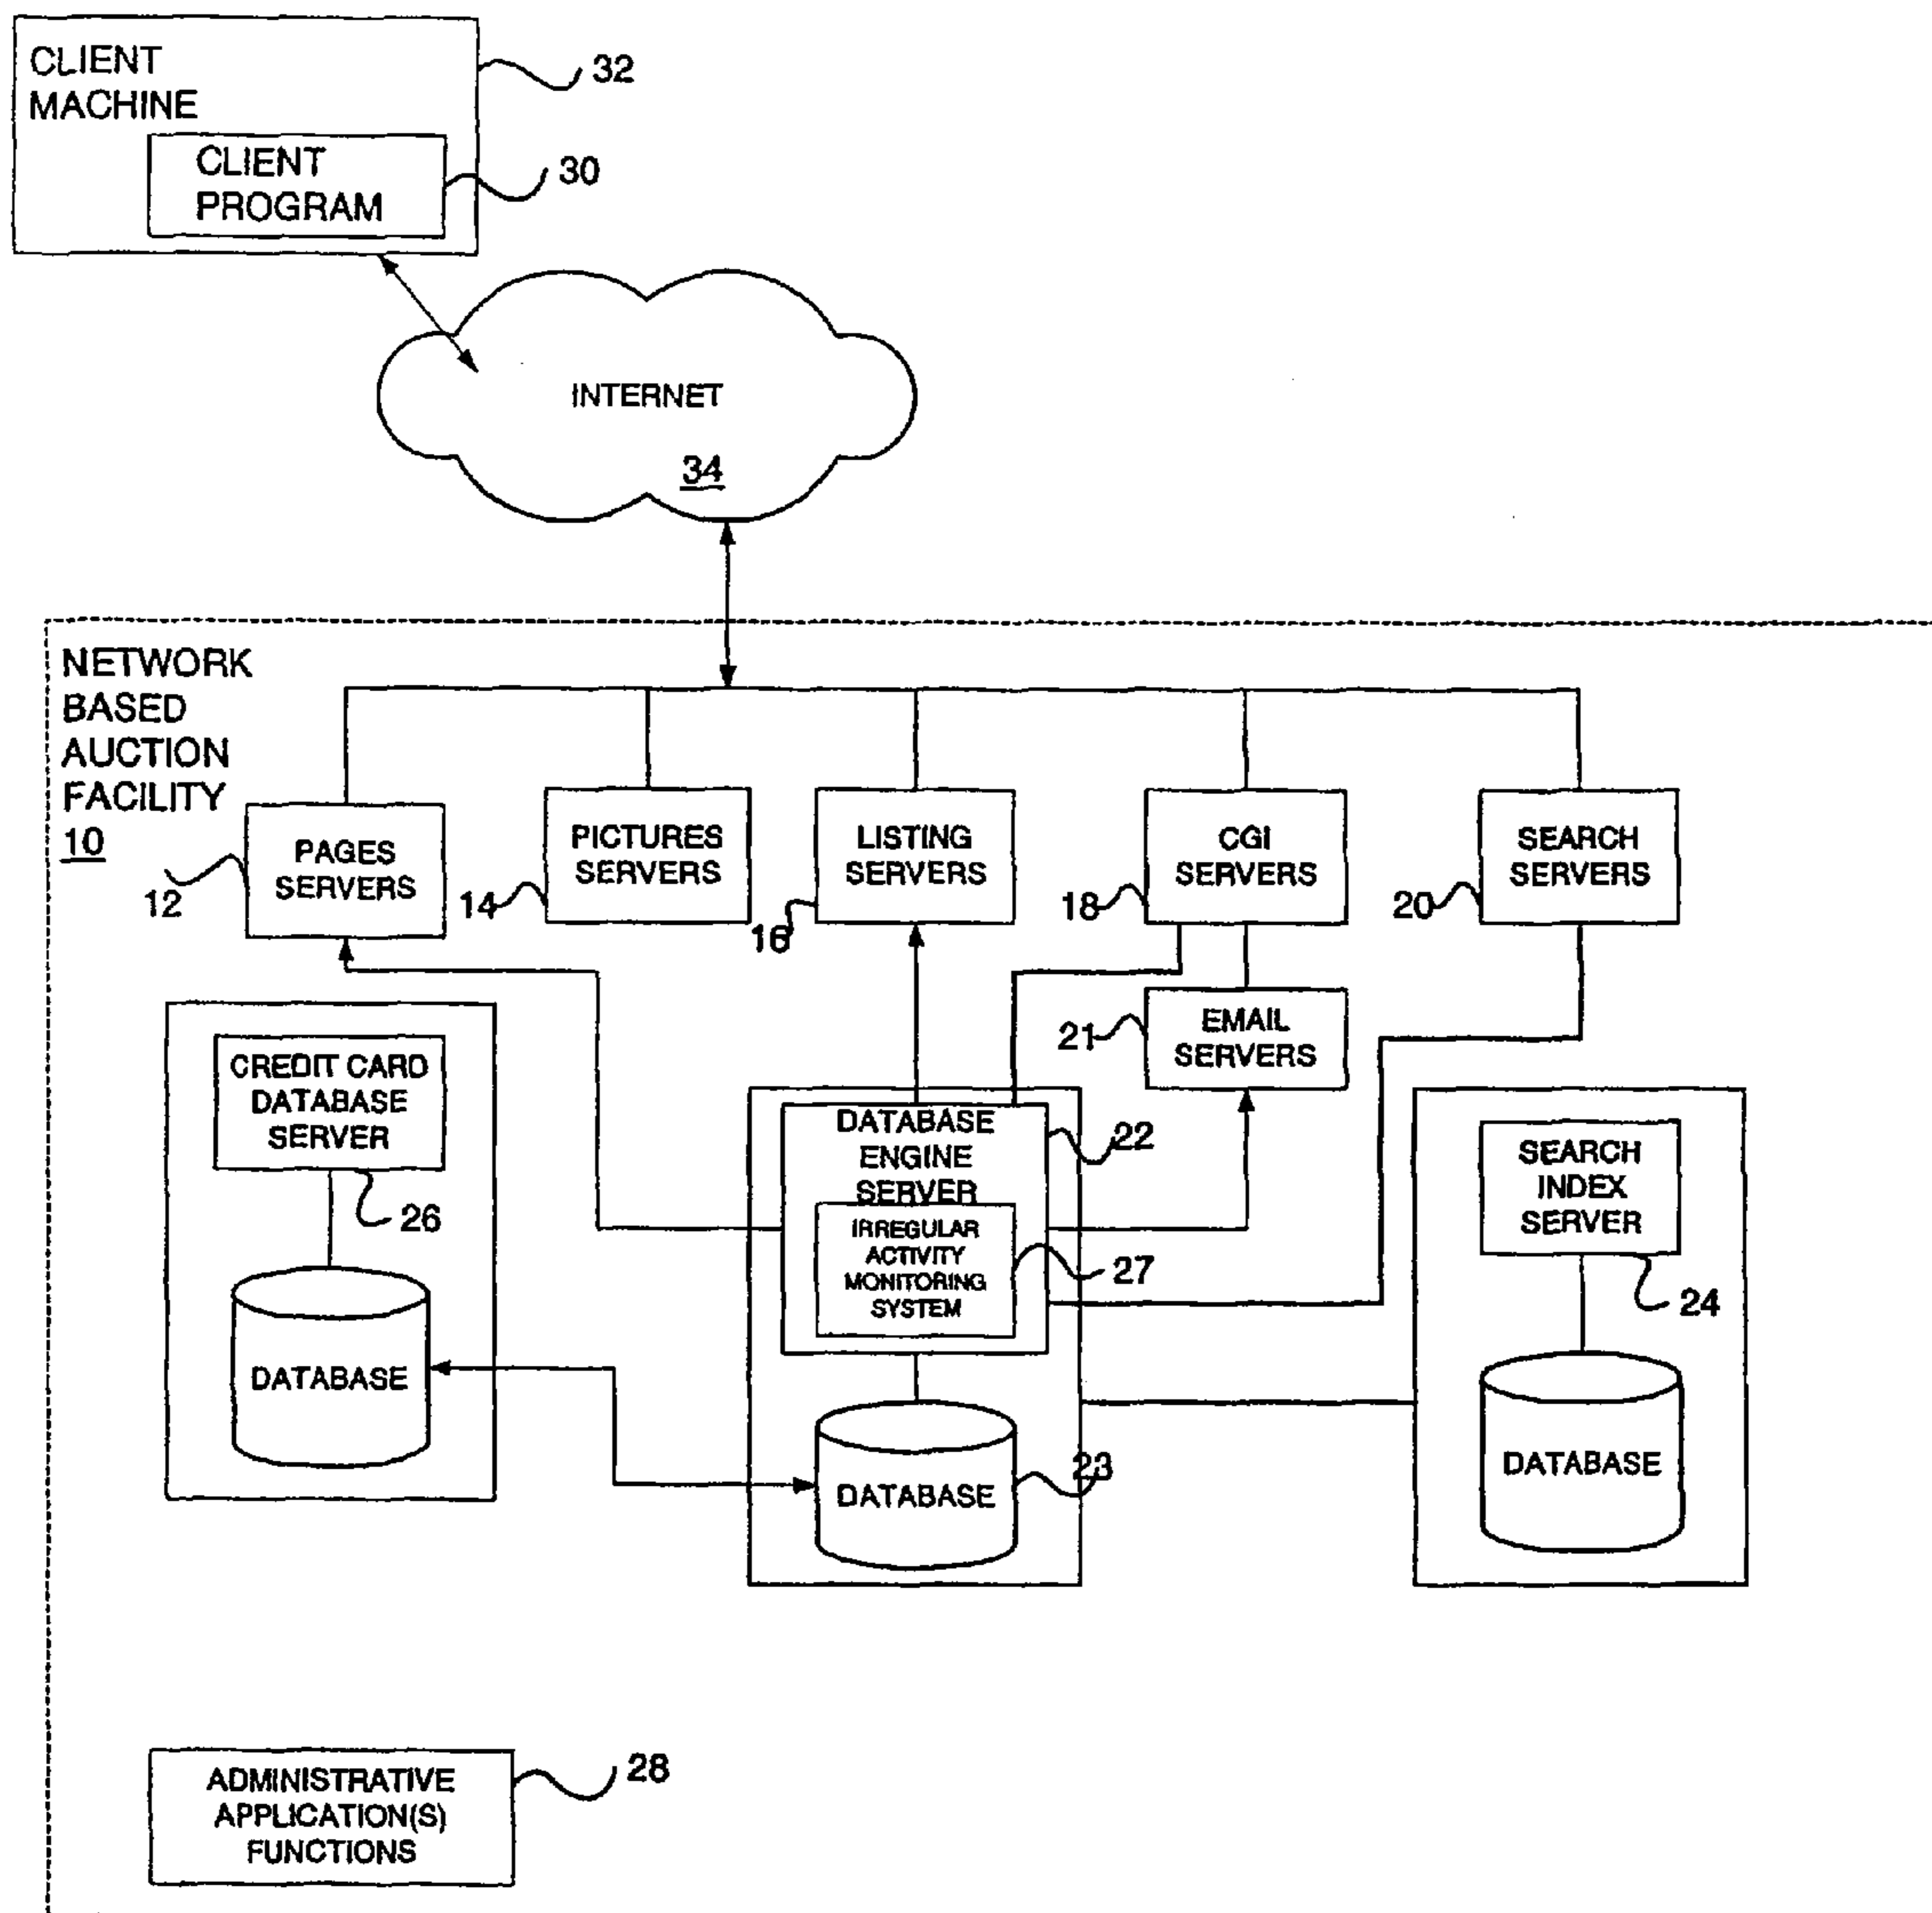 CLIENT
MACHINE
32
CLIENT
PROGRAM
30
INTERNET
34
NETWORK
BASED
AUCTION
FACILITY
10
PAGES
SERVERS
12
PICTURES
SERVERS
14
LISTING
SERVERS
16
CGI
SERVERS
18
SEARCH
SERVERS
20
EMAIL
SERVERS
21
CREDIT CARD
DATABASE
SERVER
26
DATABASE
DATABASE
ENGINE
SERVER
22
IRREGULAR
ACTIVITY
MONITORING
SYSTEM
27
DATABASE
23
SEARCH
INDEX
SERVER
24
DATABASE
ADMINISTRATIVE
APPLICATION(S)
FUNCTIONS
28